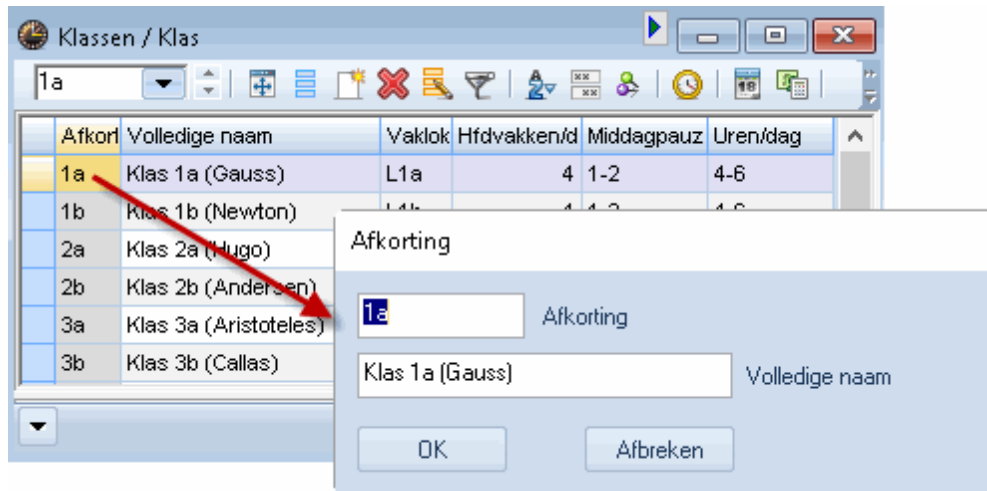 Klassen / Klas
1a
Afkort Volledige naam Vaklok Hfdvakken/d Middagpauz Uren/dag
1a Klas 1a (Gauss) L1a 4 1-2 4-6
1b Klas 1b (Newton)
2a Klas 2a (Hugo)
2b Klas 2b (Andersen)
3a Klas 3a (Aristoteles)
3b Klas 3b (Callas)
Afkorting
1a Afkorting
Klas 1a (Gauss) Volledige naam
OK Afbreken